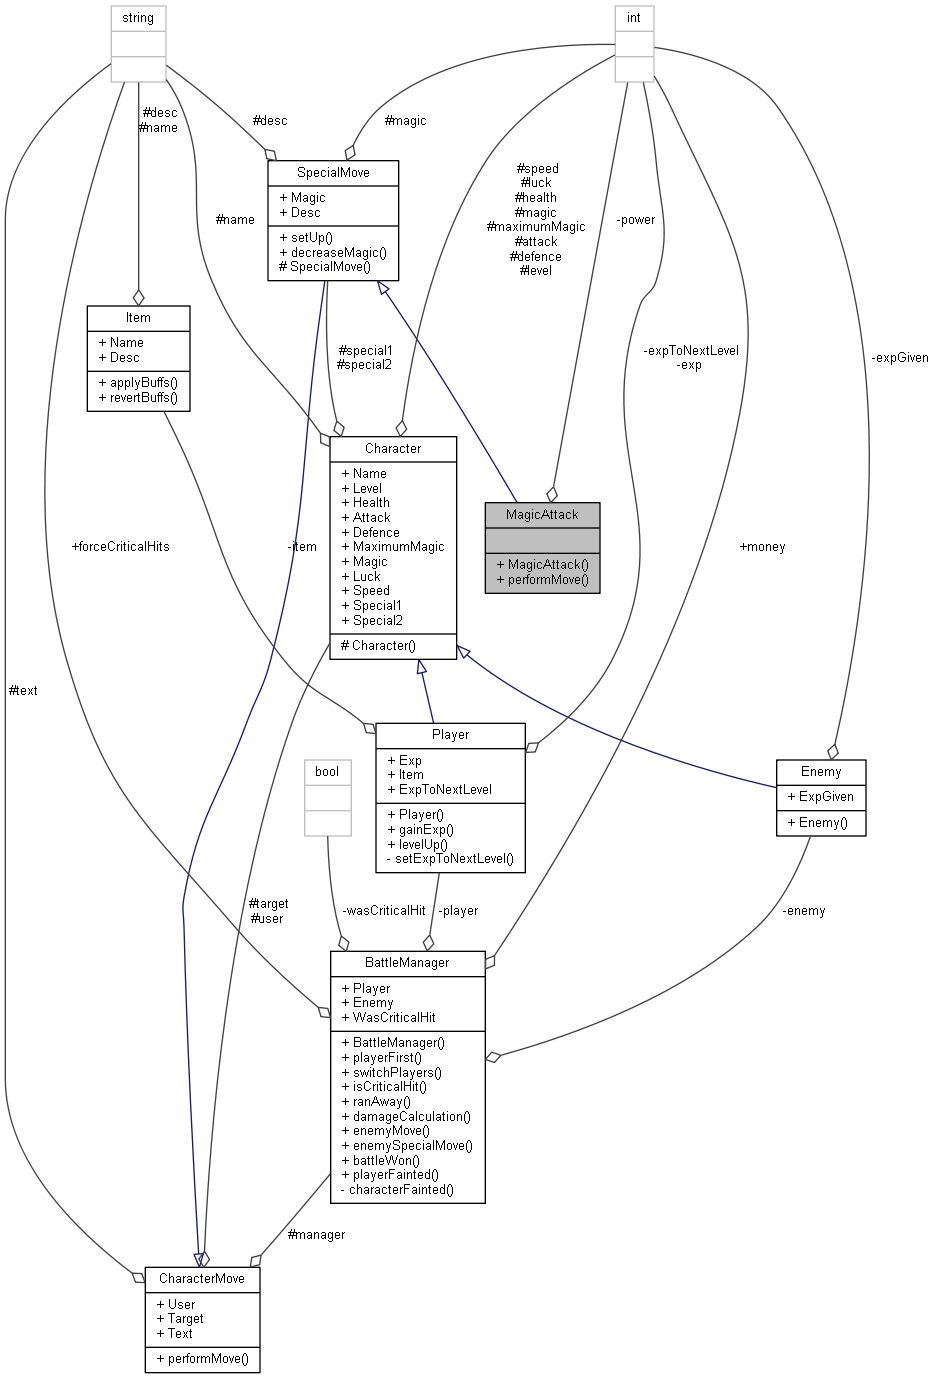 string
int
#desc
#name
#desc
#magic
SpecialMove
+ Magic
+ Desc
+ setUp()
+ decreaseMagic()
# SpecialMove()
#name
#speed
#luck
#health
#magic
#maximumMagic
#attack
#defence
#level
-power
Item
+ Name
+ Desc
+ applyBuffs()
+ revertBuffs()
#special1
#special2
-expToNextLevel
-exp
-expGiven
Character
+ Name
+ Level
+ Health
+ Attack
+ Defence
+ MaximumMagic
+ Magic
+ Luck
+ Speed
+ Special1
+ Special2
# Character()
MagicAttack
+ MagicAttack()
+ performMove()
+forceCriticalHits
-item
+money
#text
Player
+ Exp
+ Item
+ ExpToNextLevel
+ Player()
+ gainExp()
+ levelUp()
- setExpToNextLevel()
bool
Enemy
+ ExpGiven
+ Enemy()
#target
#user
-wasCriticalHit
-player
-enemy
BattleManager
+ Player
+ Enemy
+ WasCriticalHit
+ BattleManager()
+ playerFirst()
+ switchPlayers()
+ isCriticalHit()
+ ranAway()
+ damageCalculation()
+ enemyMove()
+ enemySpecialMove()
+ battleWon()
+ playerFainted()
- characterFainted()
#manager
CharacterMove
+ User
+ Target
+ Text
+ performMove()